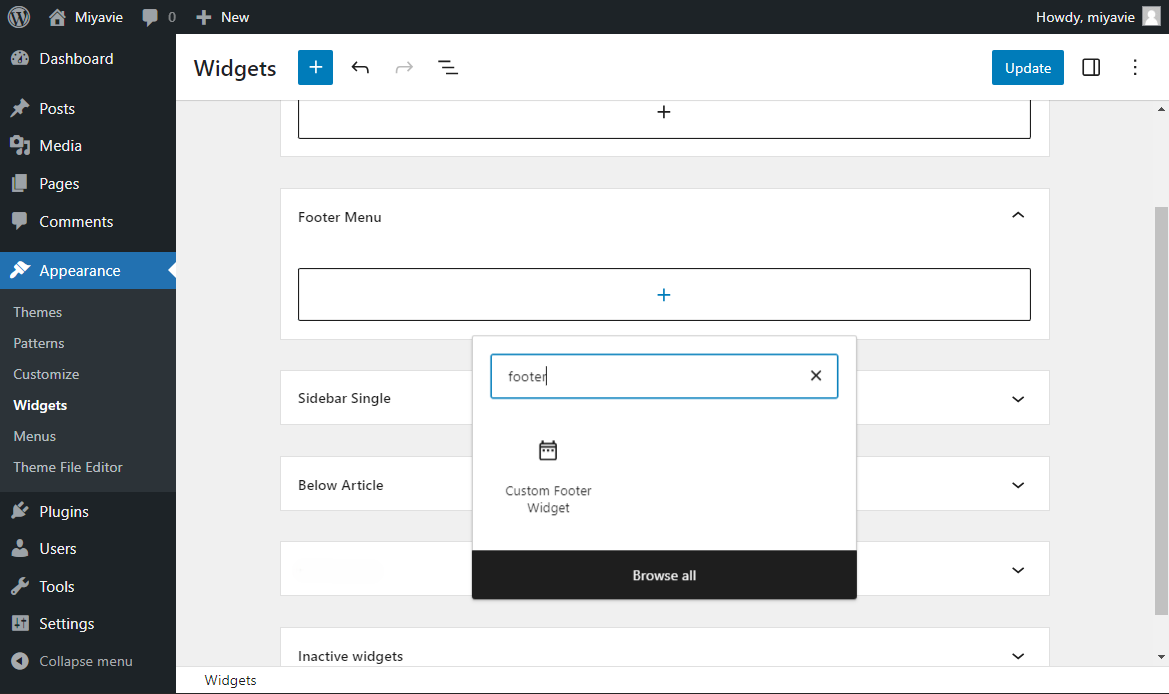 Miyavie 0 New Howdy, miyavie
Dashboard
Posts
Media
Pages
Comments
Appearance
Themes
Patterns
Customize
Widgets
Menus
Theme File Editor
Plugins
Users
Tools
Settings
Collapse menu
Widgets Update
Footer Menu
footer
Custom Footer
Widget
Browse all
Sidebar Single
Below Article
Inactive widgets
Widgets